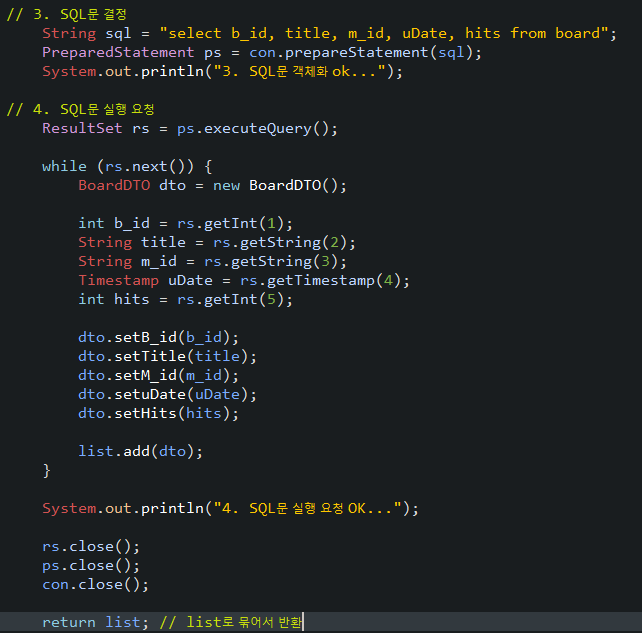 // 3. SQL문 결정
String sql = "select b_id, title, m_id, uDate, hits from board";
PreparedStatement ps = con.prepareStatement(sql);
System.out.println("3. SQL문 객체화 ok...");
// 4. SQL문 실행 요청
ResultSet rs = ps.executeQuery();
while (rs.next()) {
BoardDTO dto = new BoardDTO();
int b_id = rs.getInt(1);
String title = rs.getString(2);
String m_id = rs.getString(3);
Timestamp uDate = rs.getTimestamp(4);
int hits = rs.getInt(5);
dto.setB_id(b_id);
dto.setTitle(title);
dto.setM_id(m_id);
dto.setuDate(uDate);
dto.setHits(hits);
list.add(dto);
}
System.out.println("4. SQL문 실행 요청 OK...");
rs.close();
ps.close();
con.close();
return list; // list로 묶어서 반환